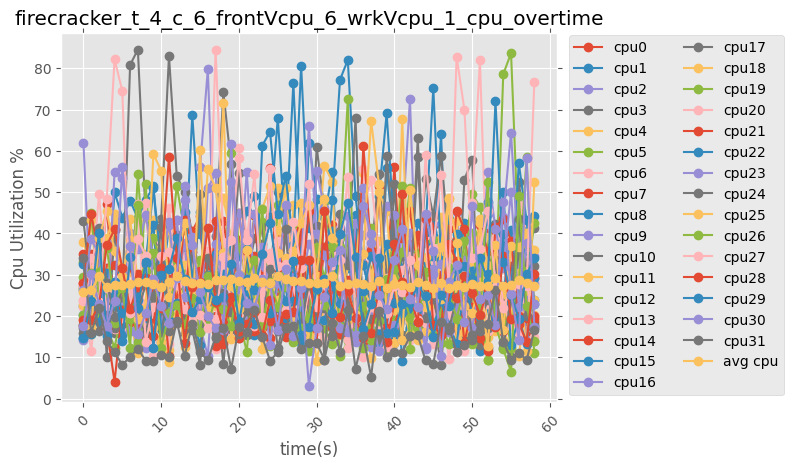 firecracker_t_4_c_6_frontVcpu_6_wrkVcpu_1_cpu_overtime
Cpu Utilization %
80
70
60
50
40
30
20
10
0
0
10
20
30
40
50
60
time(s)
cpu0
cpu1
cpu2
cpu3
cpu4
cpu5
cpu6
cpu7
cpu8
cpu9
cpu10
cpu11
cpu12
cpu13
cpu14
cpu15
cpu16
cpu17
cpu18
cpu19
cpu20
cpu21
cpu22
cpu23
cpu24
cpu25
cpu26
cpu27
cpu28
cpu29
cpu30
cpu31
avg cpu